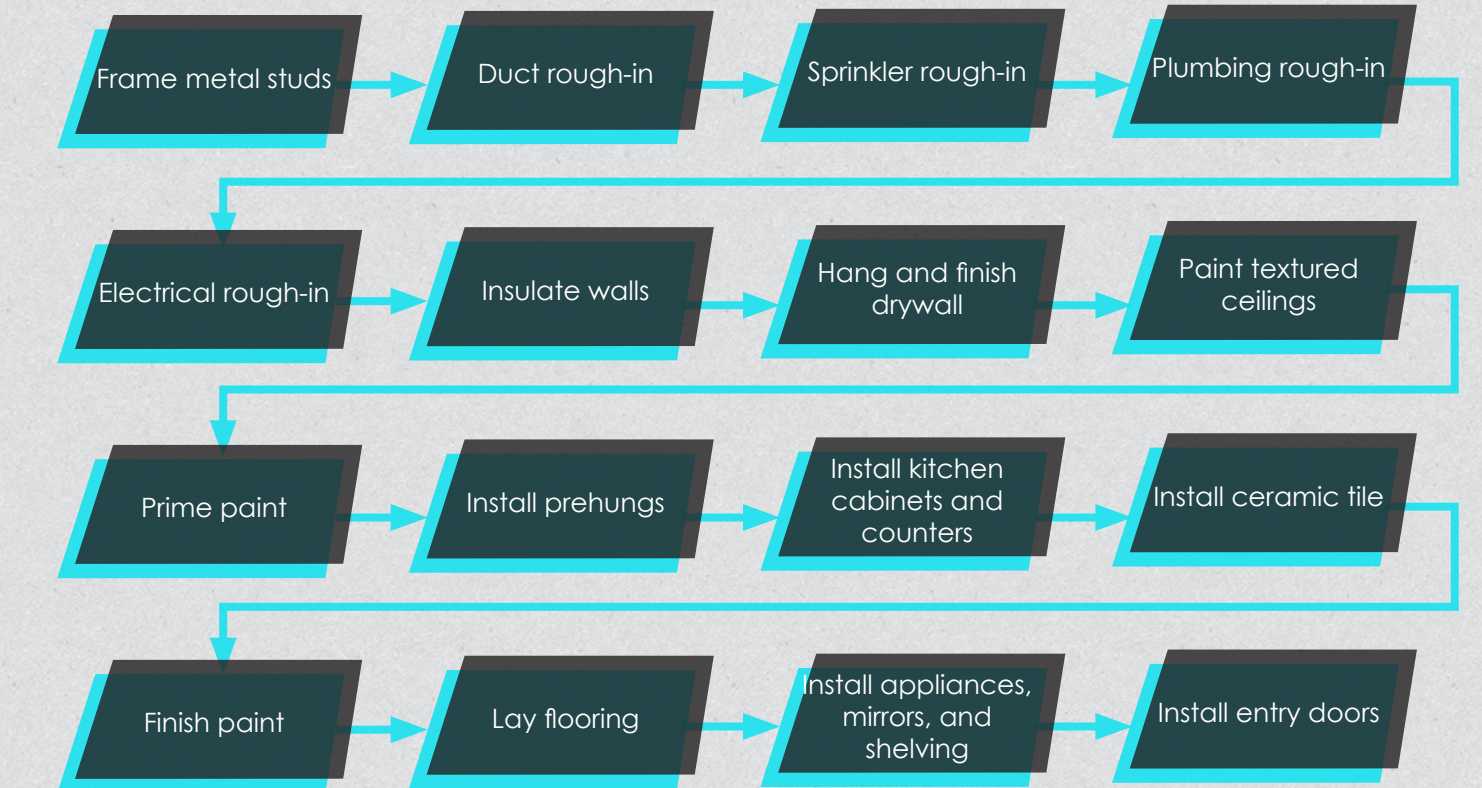 Frame metal studs
Duct rough-in
Sprinkler rough-in
Plumbing rough-in
Electrical rough-in
Insulate walls
Hang and finish
drywall
Paint textured
ceilings
Prime paint
Install prehungs
Install kitchen
cabinets and
counters
Install ceramic tile
Finish paint
Lay flooring
Install appliances,
mirrors, and
shelving
Install entry doors